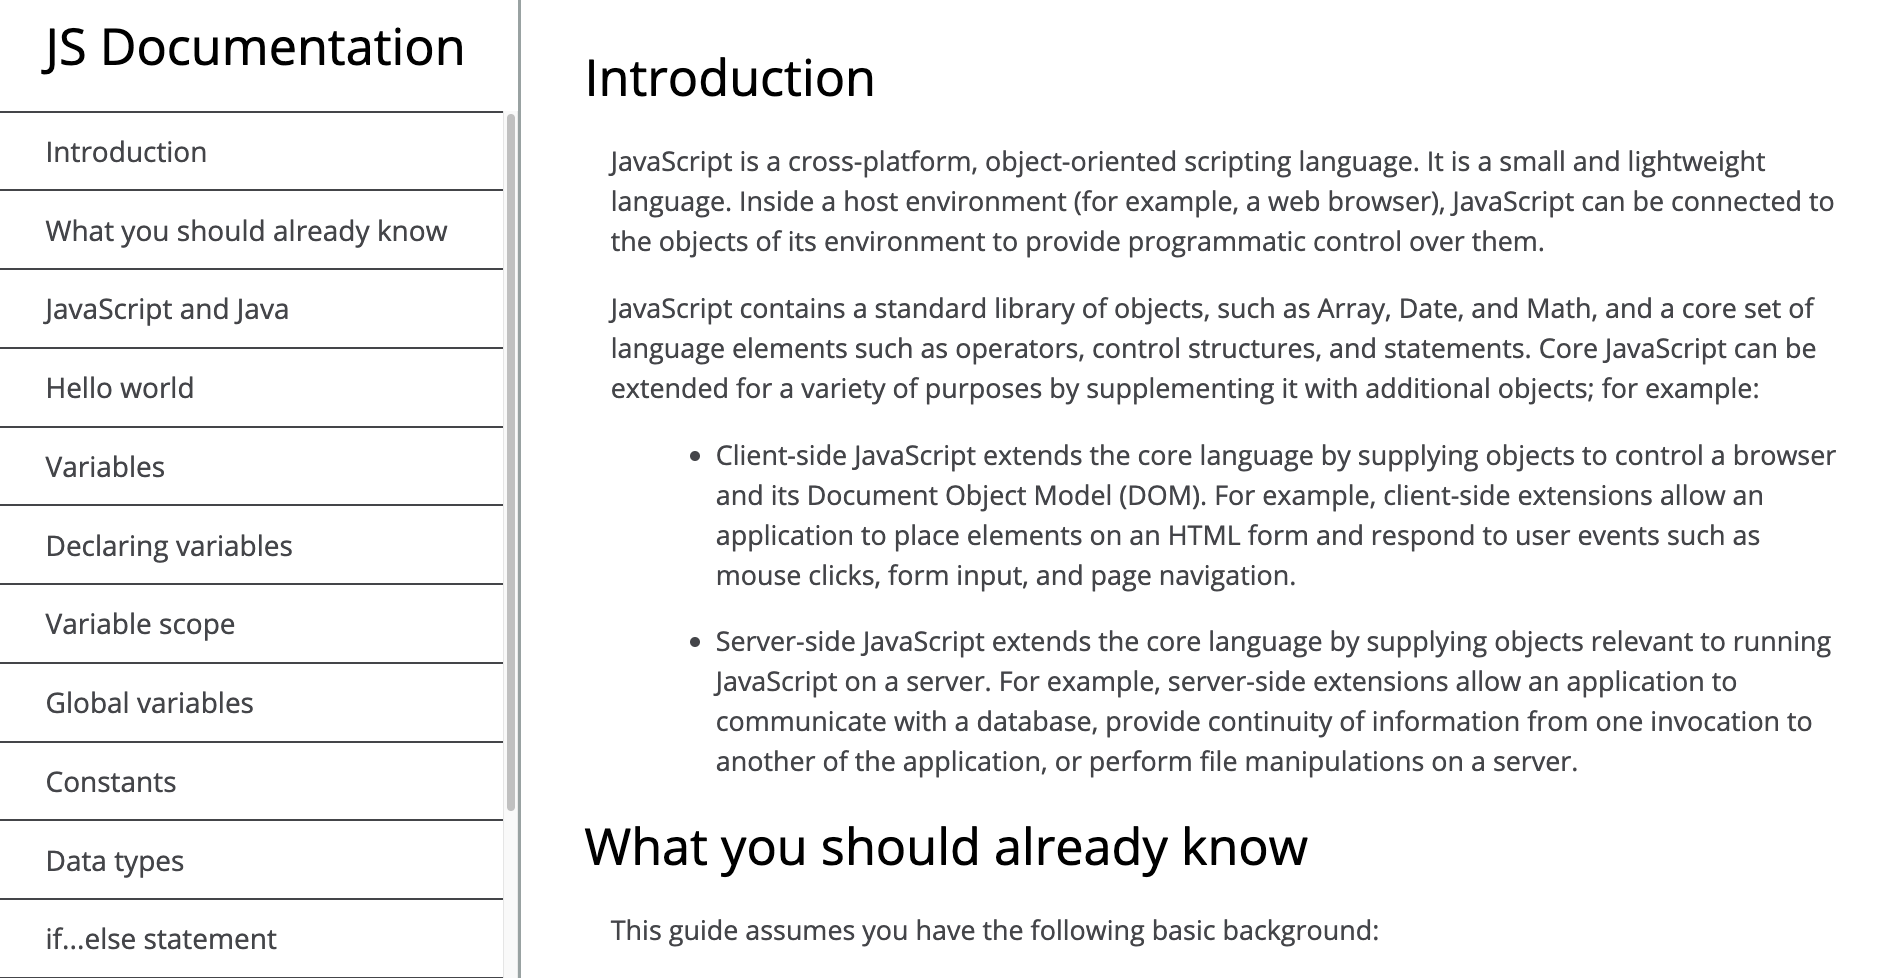 JS Documentation
Introduction
What you should already know
JavaScript and Java
Hello world
Variables
Declaring variables
Variable scope
Global variables
Constants
Data types
if...else statement
Introduction
JavaScript is a cross-platform, object-oriented scripting language. It is a small and lightweight
language. Inside a host environment (for example, a web browser), JavaScript can be connected to
the objects of its environment to provide programmatic control over them.
JavaScript contains a standard library of objects, such as Array, Date, and Math, and a core set of
language elements such as operators, control structures, and statements. Core JavaScript can be
extended for a variety of purposes by supplementing it with additional objects; for example:
• Client-side JavaScript extends the core language by supplying objects to control a browser
and its Document Object Model (DOM). For example, client-side extensions allow an
application to place elements on an HTML form and respond to user events such as
mouse clicks, form input, and page navigation.
• Server-side JavaScript extends the core language by supplying objects relevant to running
JavaScript on a server. For example, server-side extensions allow an application to
communicate with a database, provide continuity of information from one invocation to
another of the application, or perform file manipulations on a server.
What you should already know
This guide assumes you have the following basic background: